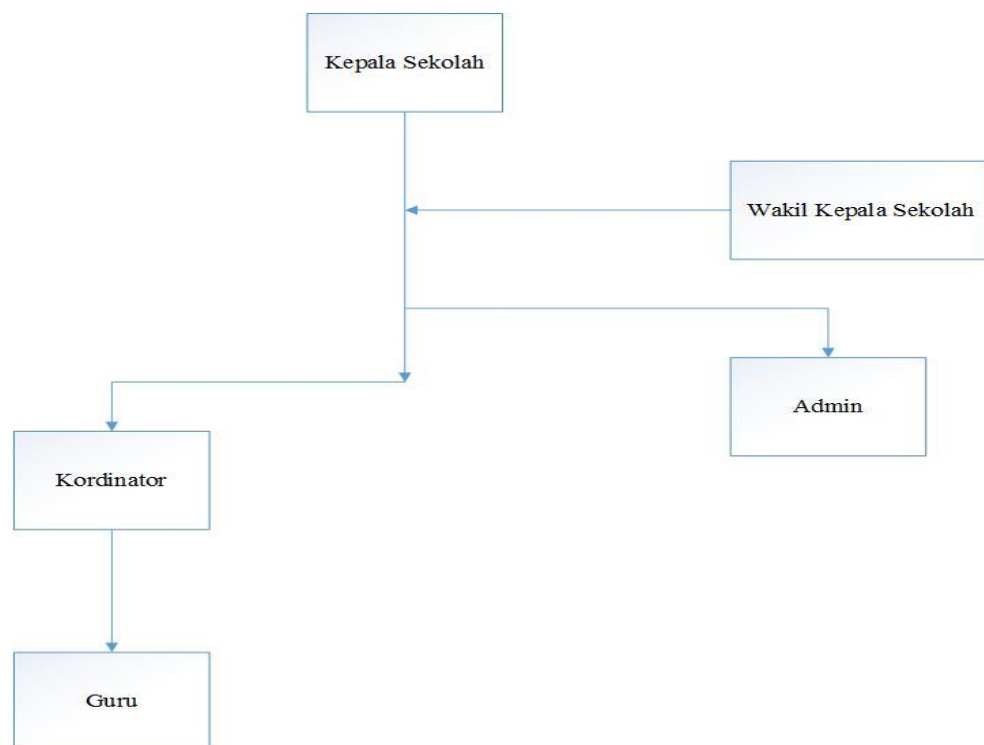 Kepala Sekolah
Wakil Kepala Sekolah
Admin
Kordinator
Guru